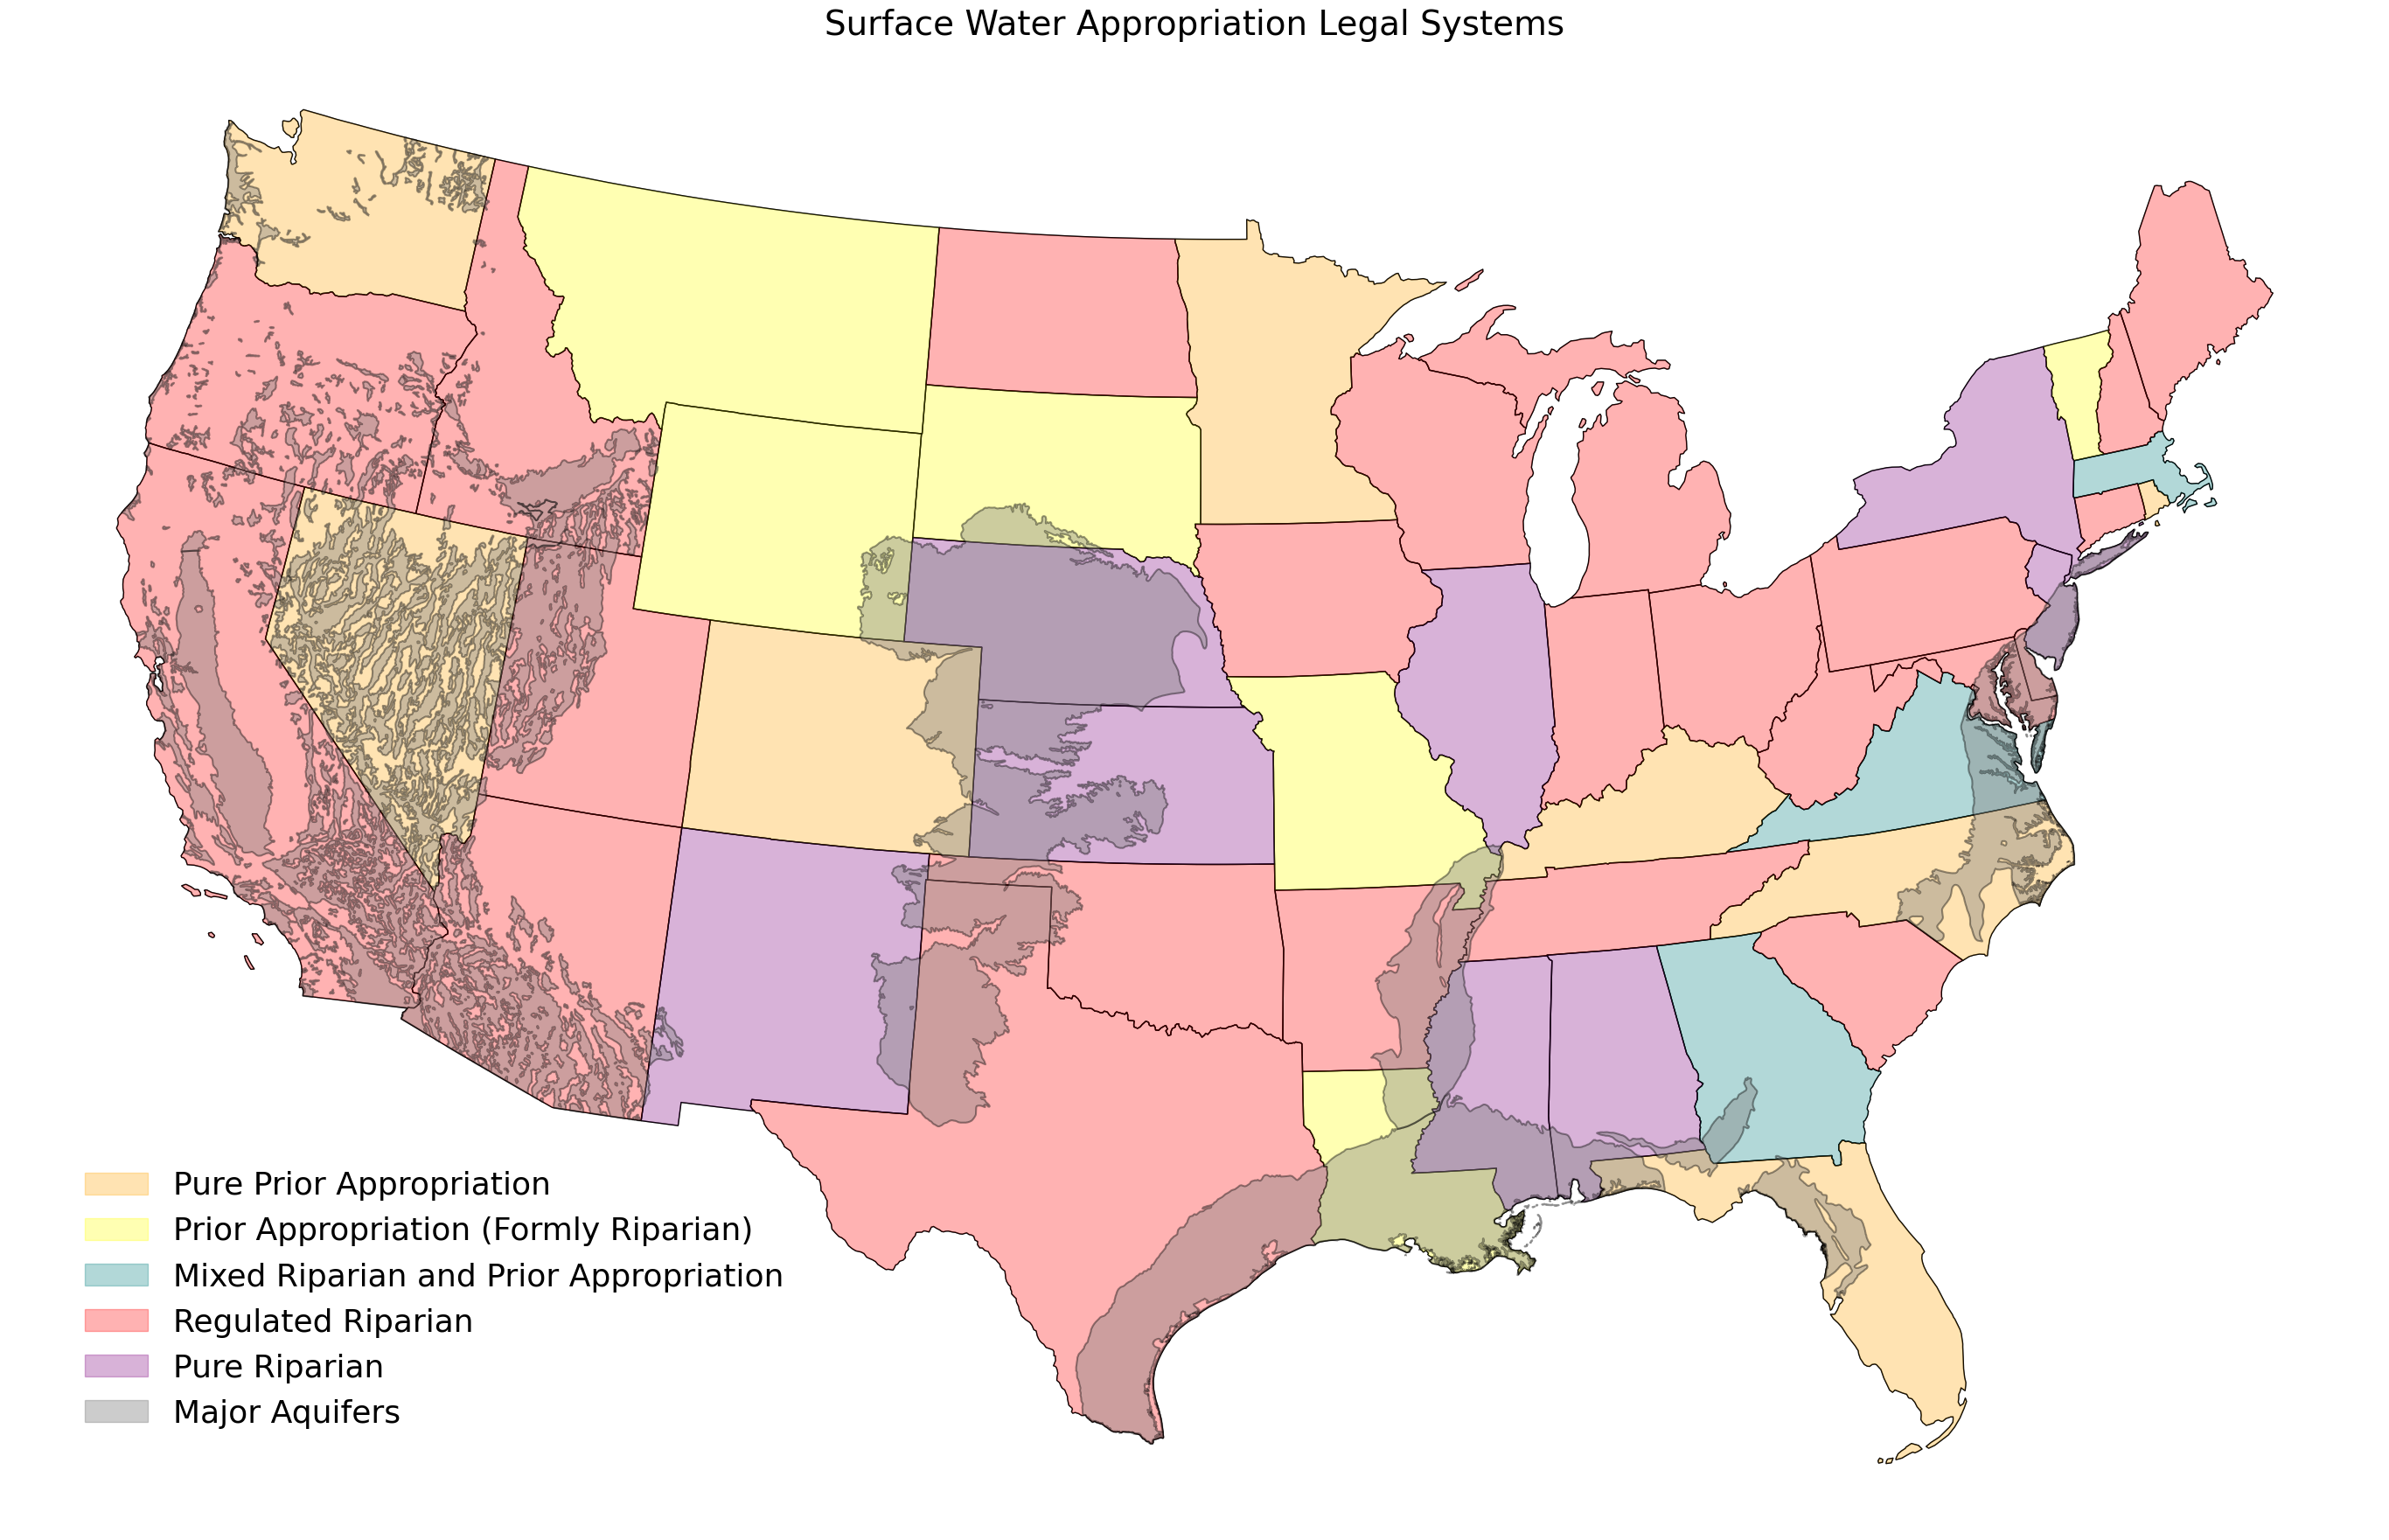 Surface Water Appropriation Legal Systems
Pure Prior Appropriation
Prior Appropriation (Formly Riparian)
Mixed Riparian and Prior Appropriation
Regulated Riparian
Pure Riparian
Major Aquifers